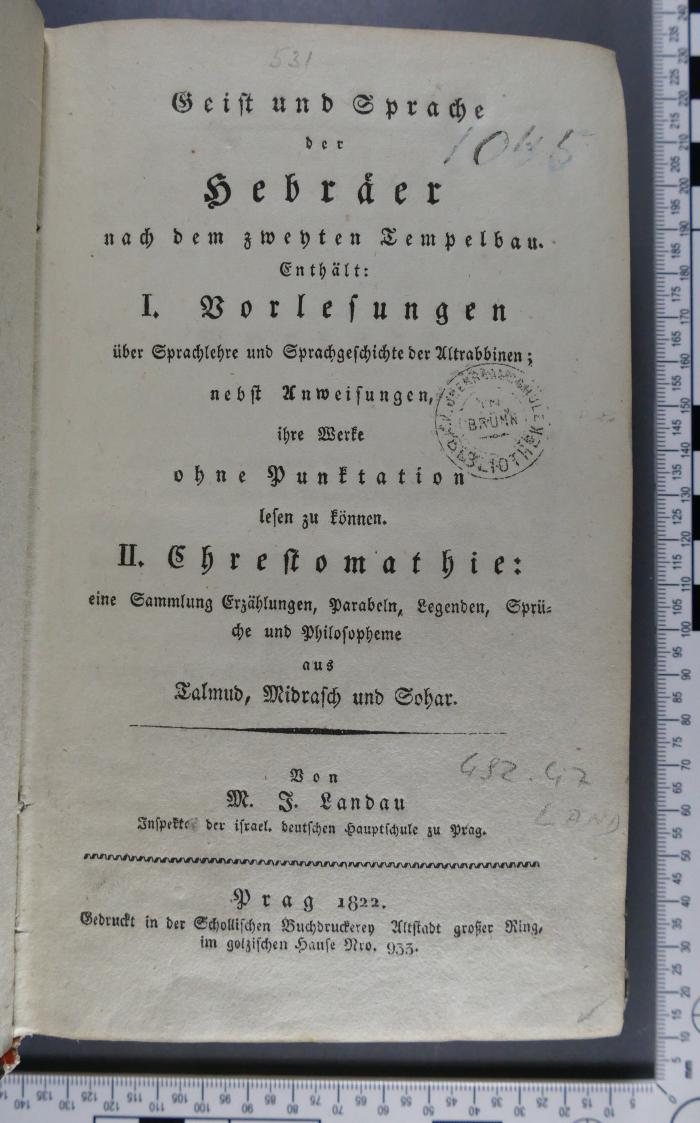 531
Geist und Sprache
der
1045
Hebräer
nach dem zweyten Tempelbau.
Enthält:
I. Vorlesungen
über Sprachlehre und Sprachgeschichte der Altrabbinen;
nebst Anweisungen,
ihre Werke
ohne Punktation
lesen zu können.
BRÜNN
II. Chrestomathie:
eine Sammlung Erzählungen, Parabeln, Legenden, Sprü=
che und Philosopheme
aus
Talmud, Midrasch und Sohar.
Von
492.47
M. J. Landau
LAND
Inspektor der israel. deutschen Hauptschule zu Prag.
Prag 1822.
Gedruckt in der Schollischen Buchdruckerey Altstadt großer Ring,
im golzischen Hause Nro. 933.